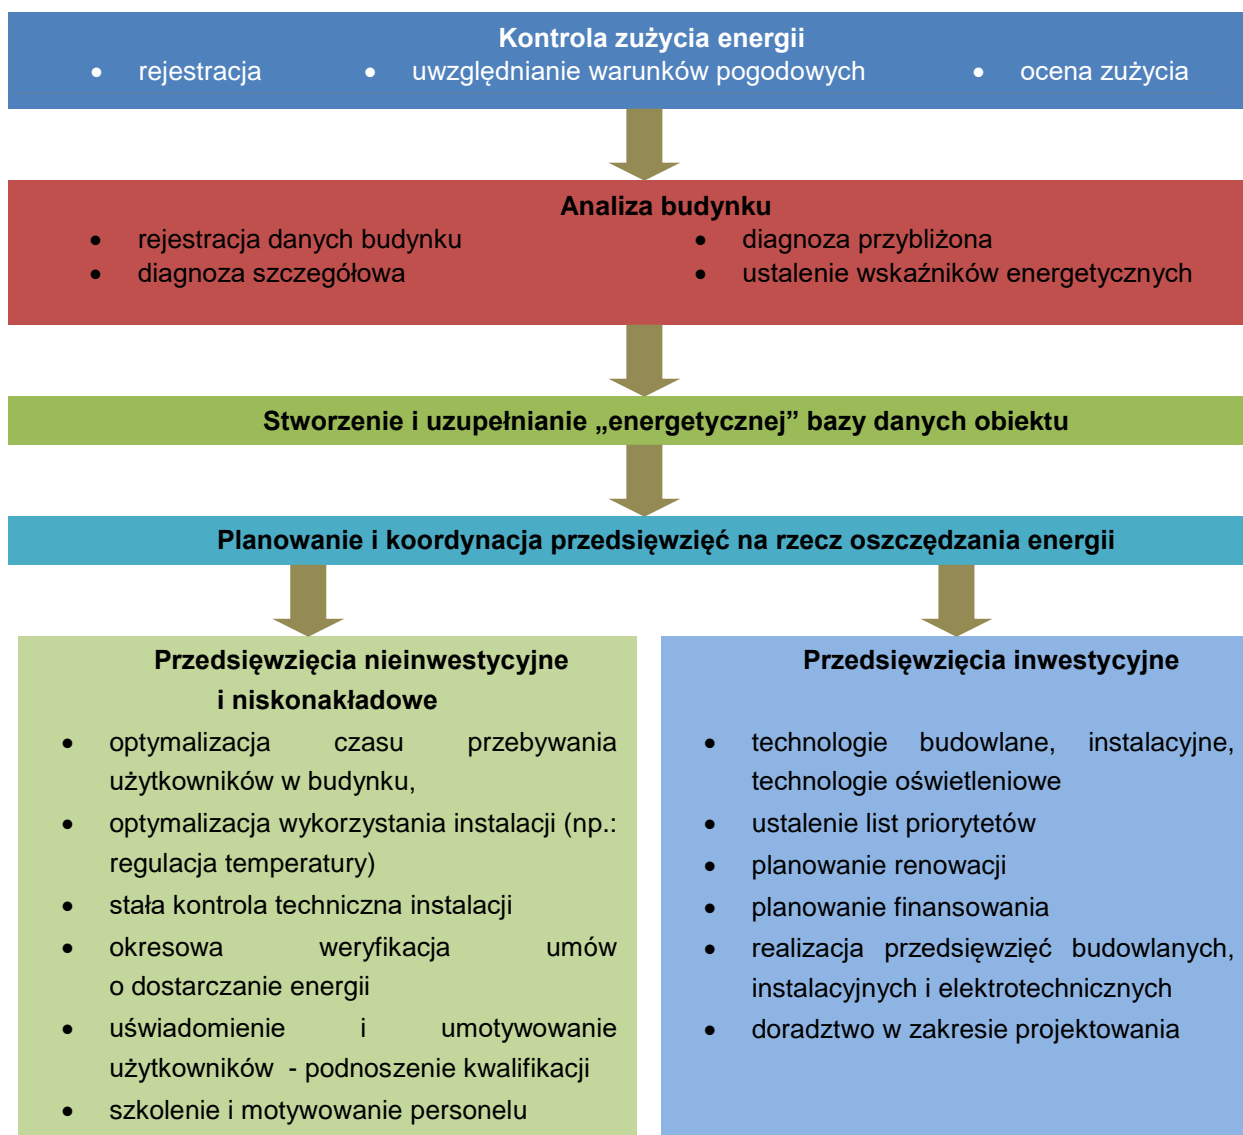 Kontrola zużycia energii
• rejestracja • uwzględnianie warunków pogodowych • ocena zużycia
Analiza budynku
• rejestracja danych budynku • diagnoza przybliżona
• diagnoza szczegółowa • ustalenie wskaźników energetycznych
Stworzenie i uzupełnianie „energetycznej” bazy danych obiektu
Planowanie i koordynacja przedsięwzięć na rzecz oszczędzania energii
Przedsięwzięcia nieinwestycyjne
i niskonakładowe
• optymalizacja czasu przebywania
użytkowników w budynku,
• optymalizacja wykorzystania instalacji (np.:
regulacja temperatury)
• stała kontrola techniczna instalacji
• okresowa weryfikacja umów
o dostarczanie energii
• uświadomienie i umotywowanie
użytkowników - podnoszenie kwalifikacji
• szkolenie i motywowanie personelu
Przedsięwzięcia inwestycyjne
• technologie budowlane, instalacyjne,
technologie oświetleniowe
• ustalenie list priorytetów
• planowanie renowacji
• planowanie finansowania
• realizacja przedsięwzięć budowlanych,
instalacyjnych i elektrotechnicznych
• doradztwo w zakresie projektowania